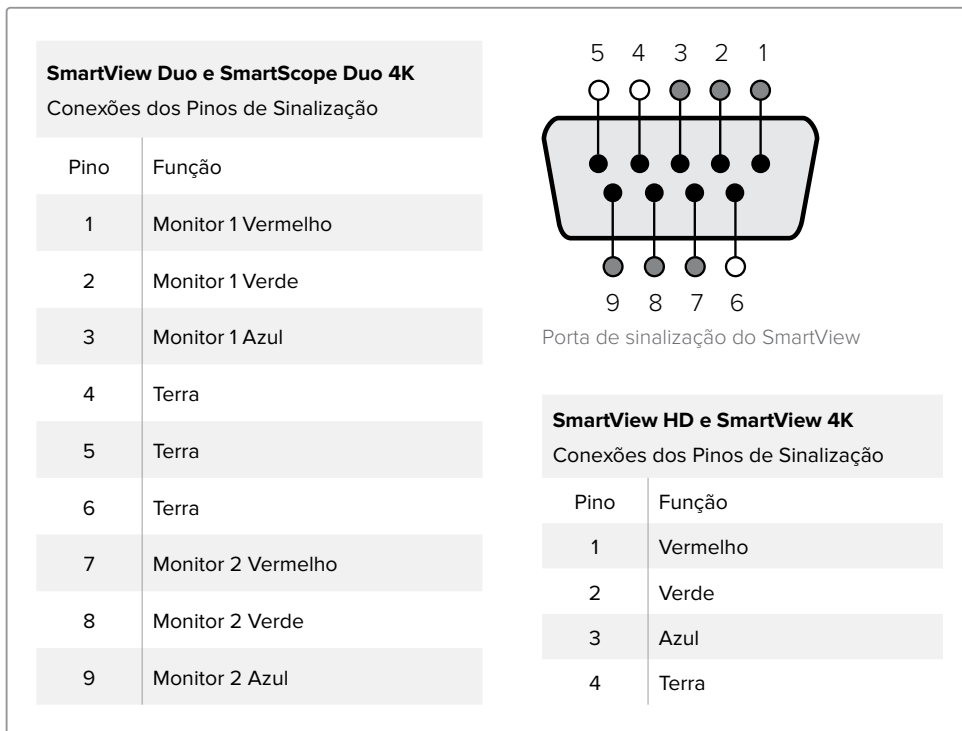 SmartView Duo e SmartScope Duo 4K
Conexões dos Pinos de Sinalização
Pino Função
1 Monitor 1 Vermelho
2 Monitor 1 Verde
3 Monitor 1 Azul
4 Terra
5 Terra
6 Terra
7 Monitor 2 Vermelho
8 Monitor 2 Verde
9 Monitor 2 Azul
5 4 3 2 1
9 8 7 6
Porta de sinalização do SmartView
SmartView HD e SmartView 4K
Conexões dos Pinos de Sinalização
Pino Função
1 Vermelho
2 Verde
3 Azul
4 Terra